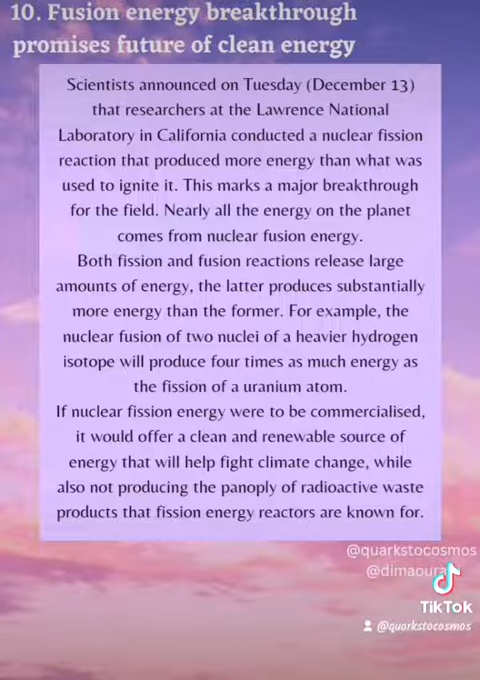 10. Fusion energy breakthrough
promises future of clean energy
Scientists announced on Tuesday (December 13)
that researchers at the Lawrence National
Laboratory in California conducted a nuclear fission
reaction that produced more energy than what was
used to ignite it. This marks a major breakthrough
for the field. Nearly all the energy on the planet
comes from nuclear fusion energy.
Both fission and fusion reactions release large
amounts of energy, the latter produces substantially
more energy than the former. For example, the
nuclear fusion of two nuclei of a heavier hydrogen
isotope will produce four times as much energy as
the fission of a uranium atom.
If nuclear fission energy were to be commercialised,
it would offer a clean and renewable source of
energy that will help fight climate change, while
also not producing the panoply of radioactive waste
products that fission energy reactors are known for.
@quarkstocosmos
TikTok
@quarkstocosmos